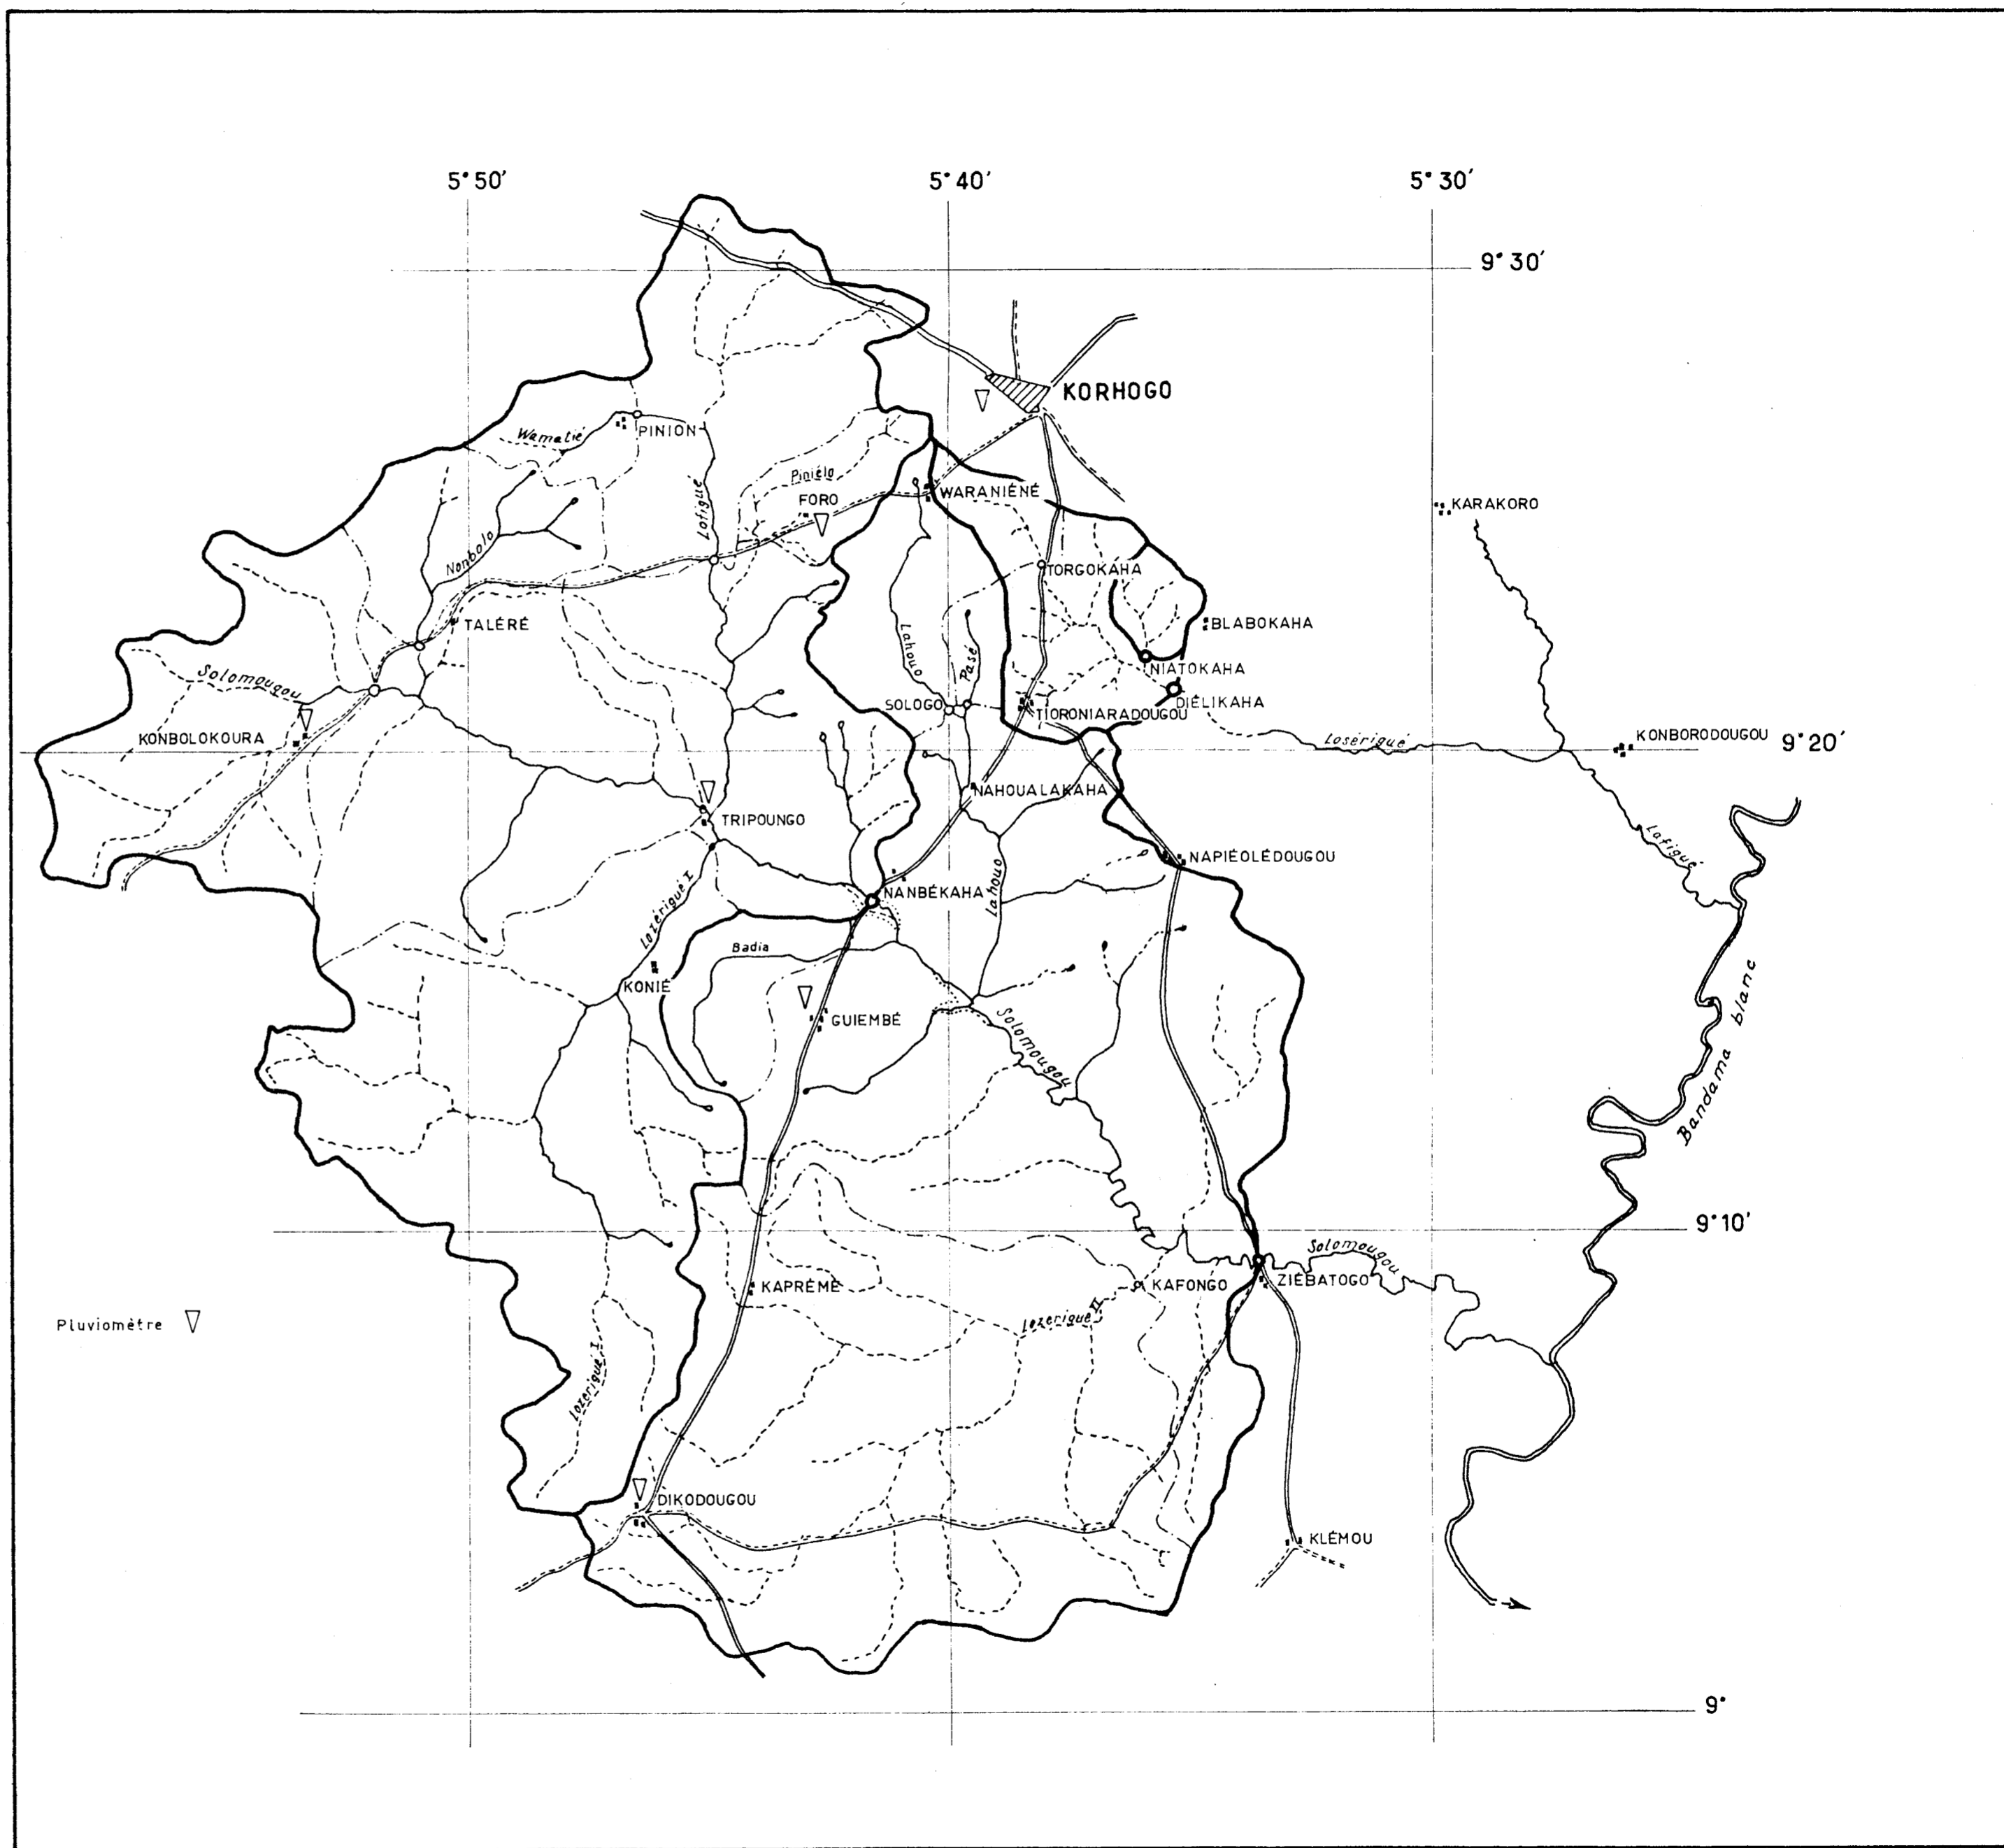 5° 50′
5° 40′
5° 30′
9° 30′
KORHOGO
Wamatié
PINION
Piniélo
Lofigué
FORO
WARANIÉNÉ
KARAKORO
Nonbolo
TORGOKAHA
TALÉRÉ
Lahouo
Pasé
BLABOKAHA
NIATOKAHA
Solomougou
SOLOGO
DIÉLIKAHA
TIORONIARADOUGOU
KONBOLOKOURA
Losérigué
KONBORODOUGOU
9° 20′
NAHOUALAKAHA
TRIPOUNGO
Lafigué
NAPIÉOLÉDOUGOU
NANBÉKAHA
Lahouo
Lozérigué I
Badia
KONIÉ
GUIEMBÉ
Solomougou
Bandama blanc
9° 10′
Solomougou
KAPRÉMÉ
KAFONGO
ZIÉBATOGO
Lozérigué II
Pluviomètre
Lozérigué I
DIKODOUGOU
KLÉMOU
9°